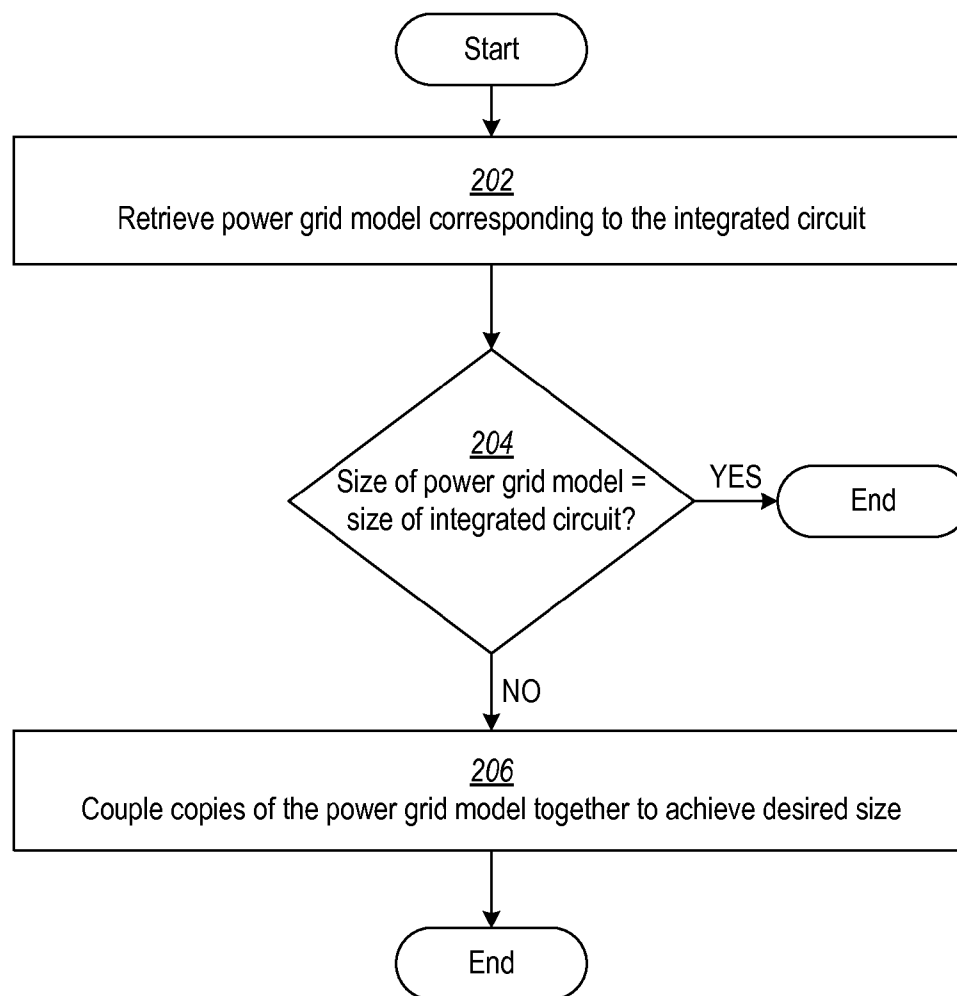 Start
202
Retrieve power grid model corresponding to the integrated circuit
204
Size of power grid model =
size of integrated circuit?
YES
End
NO
206
Couple copies of the power grid model together to achieve desired size
End